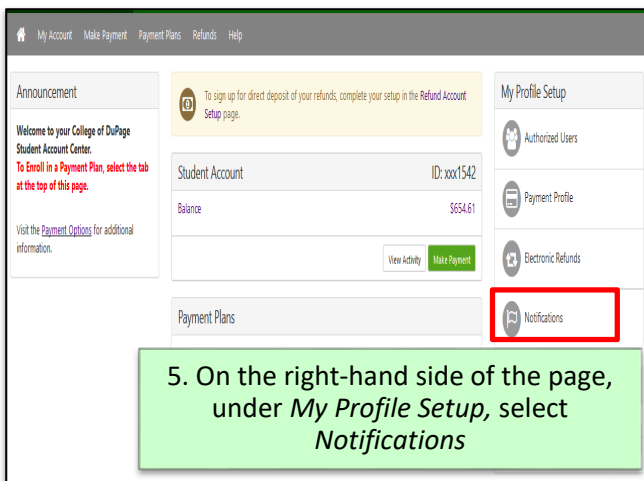 My Account Make Payment Payment Plans Refunds Help
Announcement
Welcome to your College of DuPage
Student Account Center.
To Enroll in a Payment Plan, select the tab
at the top of this page.
Visit the Payment Options for additional
information.
To sign up for direct deposit of your refunds, complete your setup in the Refund Account
Setup page.
Student Account ID: xxx1542
Balance $654.61
View Activity Make Payment
Payment Plans
My Profile Setup
Authorized Users
Payment Profile
Electronic Refunds
Notifications
5. On the right-hand side of the page,
under My Profile Setup, select
Notifications